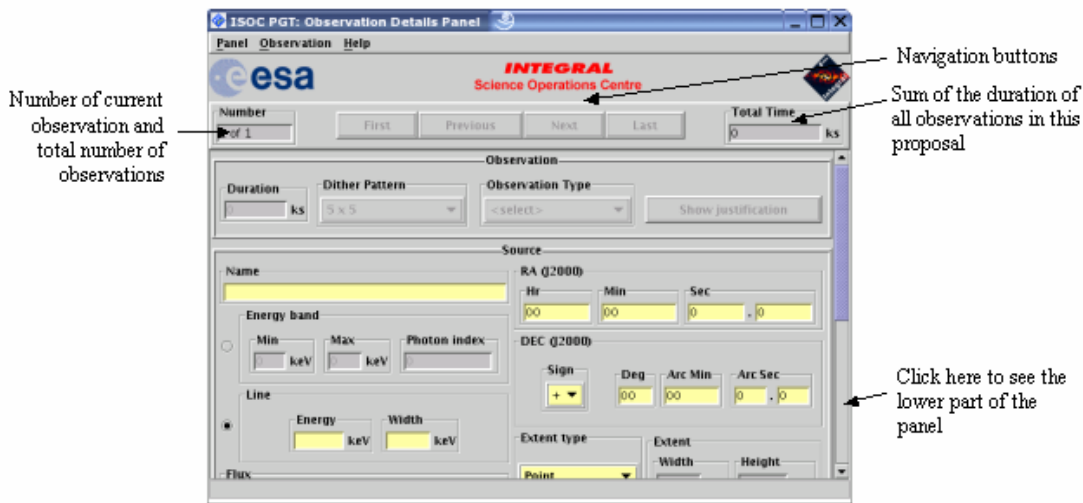 ISOC PGT: Observation Details Panel
Panel Observation Help
esa
INTEGRAL
Science Operations Centre
Navigation buttons
Number of current
observation and
total number of
observations
Number
of 1
First Previous Next Last
Total Time
0 ks
Sum of the duration of
all observations in this
proposal
Observation
Duration
0 ks
Dither Pattern
5 x 5
Observation Type
<select>
Show justification
Source
Name
RA (J2000)
Hr Min Sec
00 00 0 . 0
Energy band
Min Max Photon index
0 keV 0 keV 0
DEC (J2000)
Sign Deg Arc Min Arc Sec
+ 00 00 0 . 0
Line
Energy Width
keV keV
Click here to see the
lower part of the
panel
Extent type
Point
Extent
Width Height
Flux